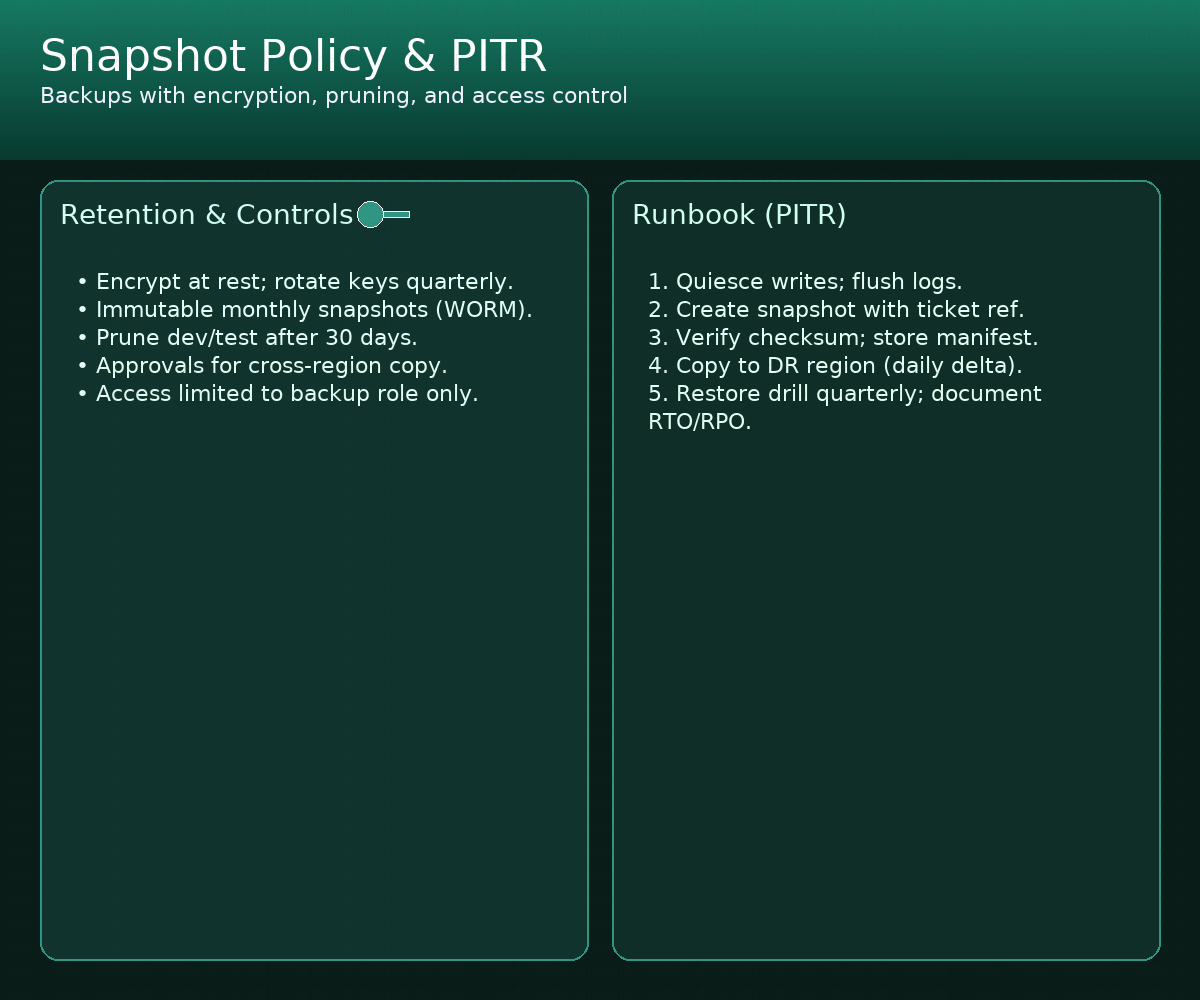 Snapshot Policy & PITR
Backups with encryption, pruning, and access control
Retention & Controls
• Encrypt at rest; rotate keys quarterly.
• Immutable monthly snapshots (WORM).
• Prune dev/test after 30 days.
• Approvals for cross-region copy.
• Access limited to backup role only.
Runbook (PITR)
1. Quiesce writes; flush logs.
2. Create snapshot with ticket ref.
3. Verify checksum; store manifest.
4. Copy to DR region (daily delta).
5. Restore drill quarterly; document
RTO/RPO.